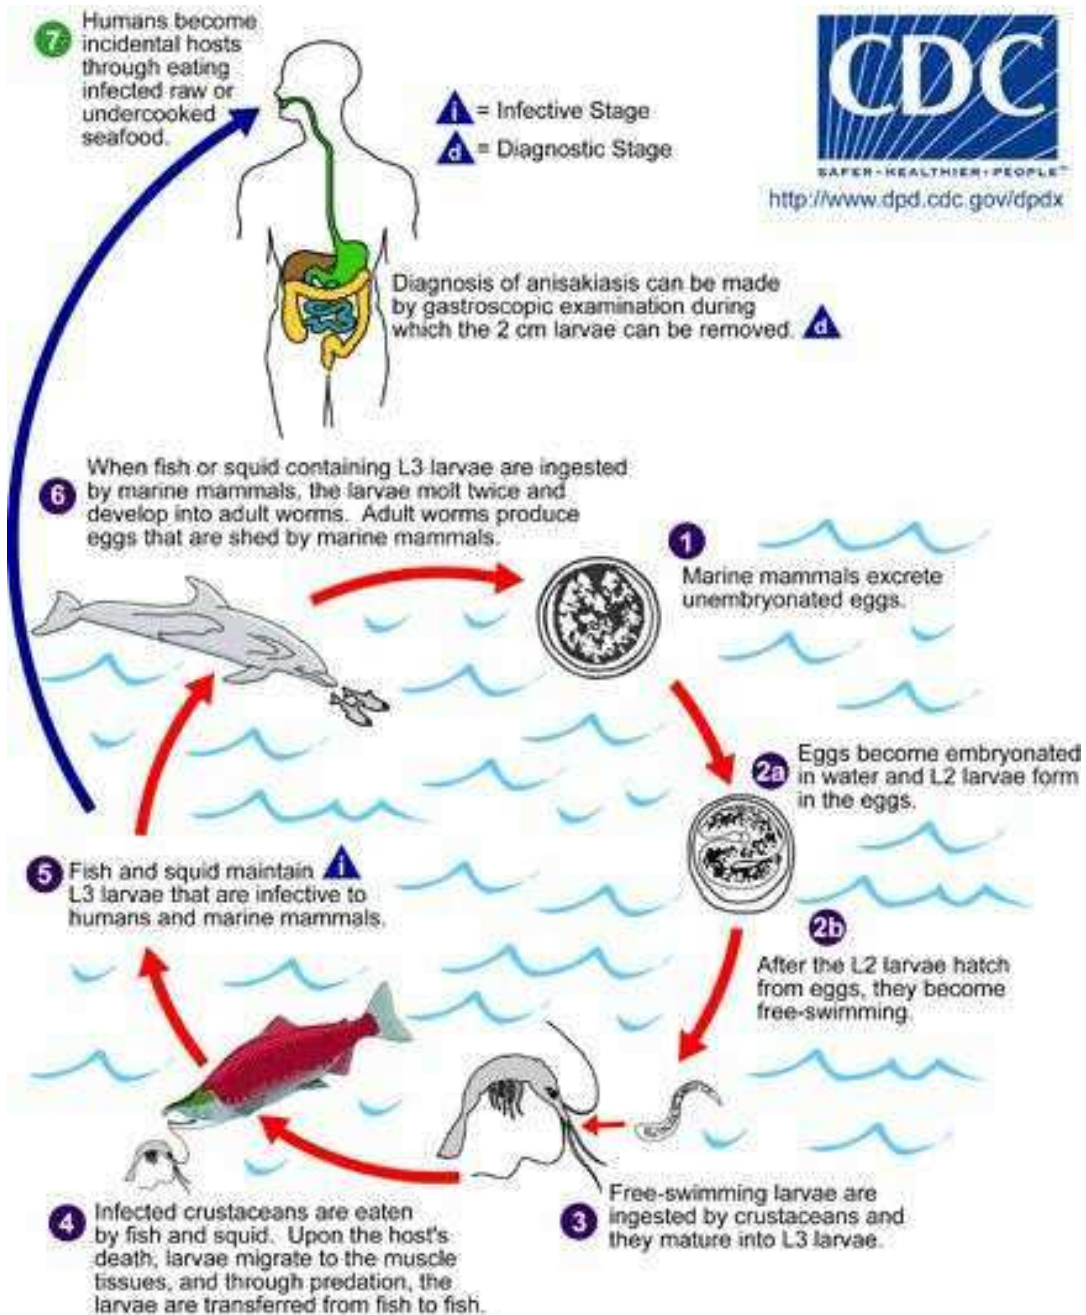 7
Humans become
incidental hosts
through eating
infected raw or
undercooked
seafood.
i = Infective Stage
d = Diagnostic Stage
CDC
SAFER • HEALTHIER • PEOPLE™
http://www.dpd.cdc.gov/dpdx
Diagnosis of anisakiasis can be made
by gastroscopic examination during
which the 2 cm larvae can be removed. d
6
When fish or squid containing L3 larvae are ingested
by marine mammals, the larvae molt twice and
develop into adult worms. Adult worms produce
eggs that are shed by marine mammals.
1
Marine mammals excrete
unembryonated eggs.
2a
Eggs become embryonated
in water and L2 larvae form
in the eggs.
5
Fish and squid maintain i
L3 larvae that are infective to
humans and marine mammals.
2b
After the L2 larvae hatch
from eggs, they become
free-swimming.
3
Free-swimming larvae are
ingested by crustaceans and
they mature into L3 larvae.
4
Infected crustaceans are eaten
by fish and squid. Upon the host's
death, larvae migrate to the muscle
tissues, and through predation, the
larvae are transferred from fish to fish.